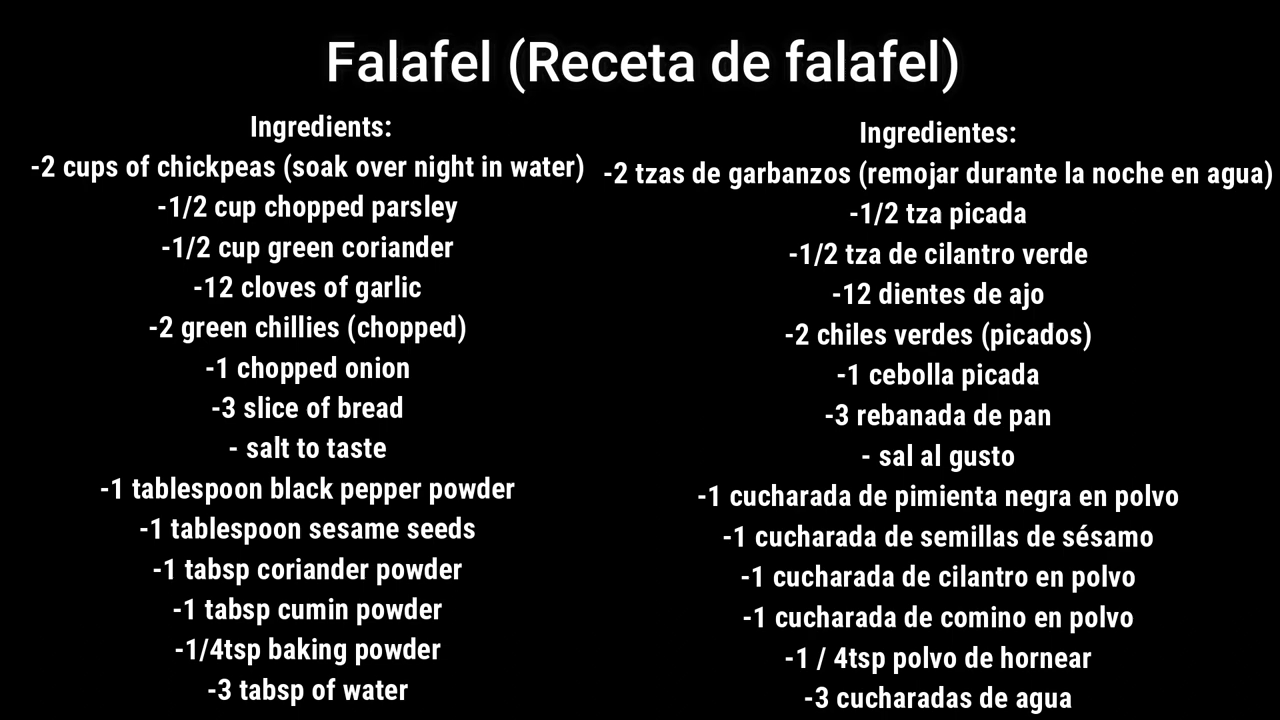 Falafel (Receta de falafel)
Ingredients:
-2 cups of chickpeas (soak over night in water)
-1/2 cup chopped parsley
-1/2 cup green coriander
-12 cloves of garlic
-2 green chillies (chopped)
-1 chopped onion
-3 slice of bread
- salt to taste
-1 tablespoon black pepper powder
-1 tablespoon sesame seeds
-1 tabsp coriander powder
-1 tabsp cumin powder
-1/4tsp baking powder
-3 tabsp of water
Ingredientes:
-2 tzas de garbanzos (remojar durante la noche en agua)
-1/2 tza picada
-1/2 tza de cilantro verde
-12 dientes de ajo
-2 chiles verdes (picados)
-1 cebolla picada
-3 rebanada de pan
- sal al gusto
-1 cucharada de pimienta negra en polvo
-1 cucharada de semillas de sésamo
-1 cucharada de cilantro en polvo
-1 cucharada de comino en polvo
-1 / 4tsp polvo de hornear
-3 cucharadas de agua